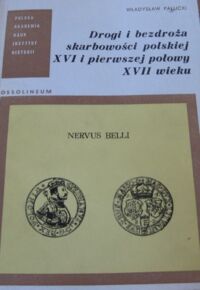 WŁADYSŁAW PAŁUCKI
POLSKA
AKADEMIA
NAUK
INSTYTUT
HISTORII
Drogi i bezdroża
skarbowości polskiej
XVI i pierwszej połowy
XVII wieku
OSSOLINEUM
NERVUS BELLI